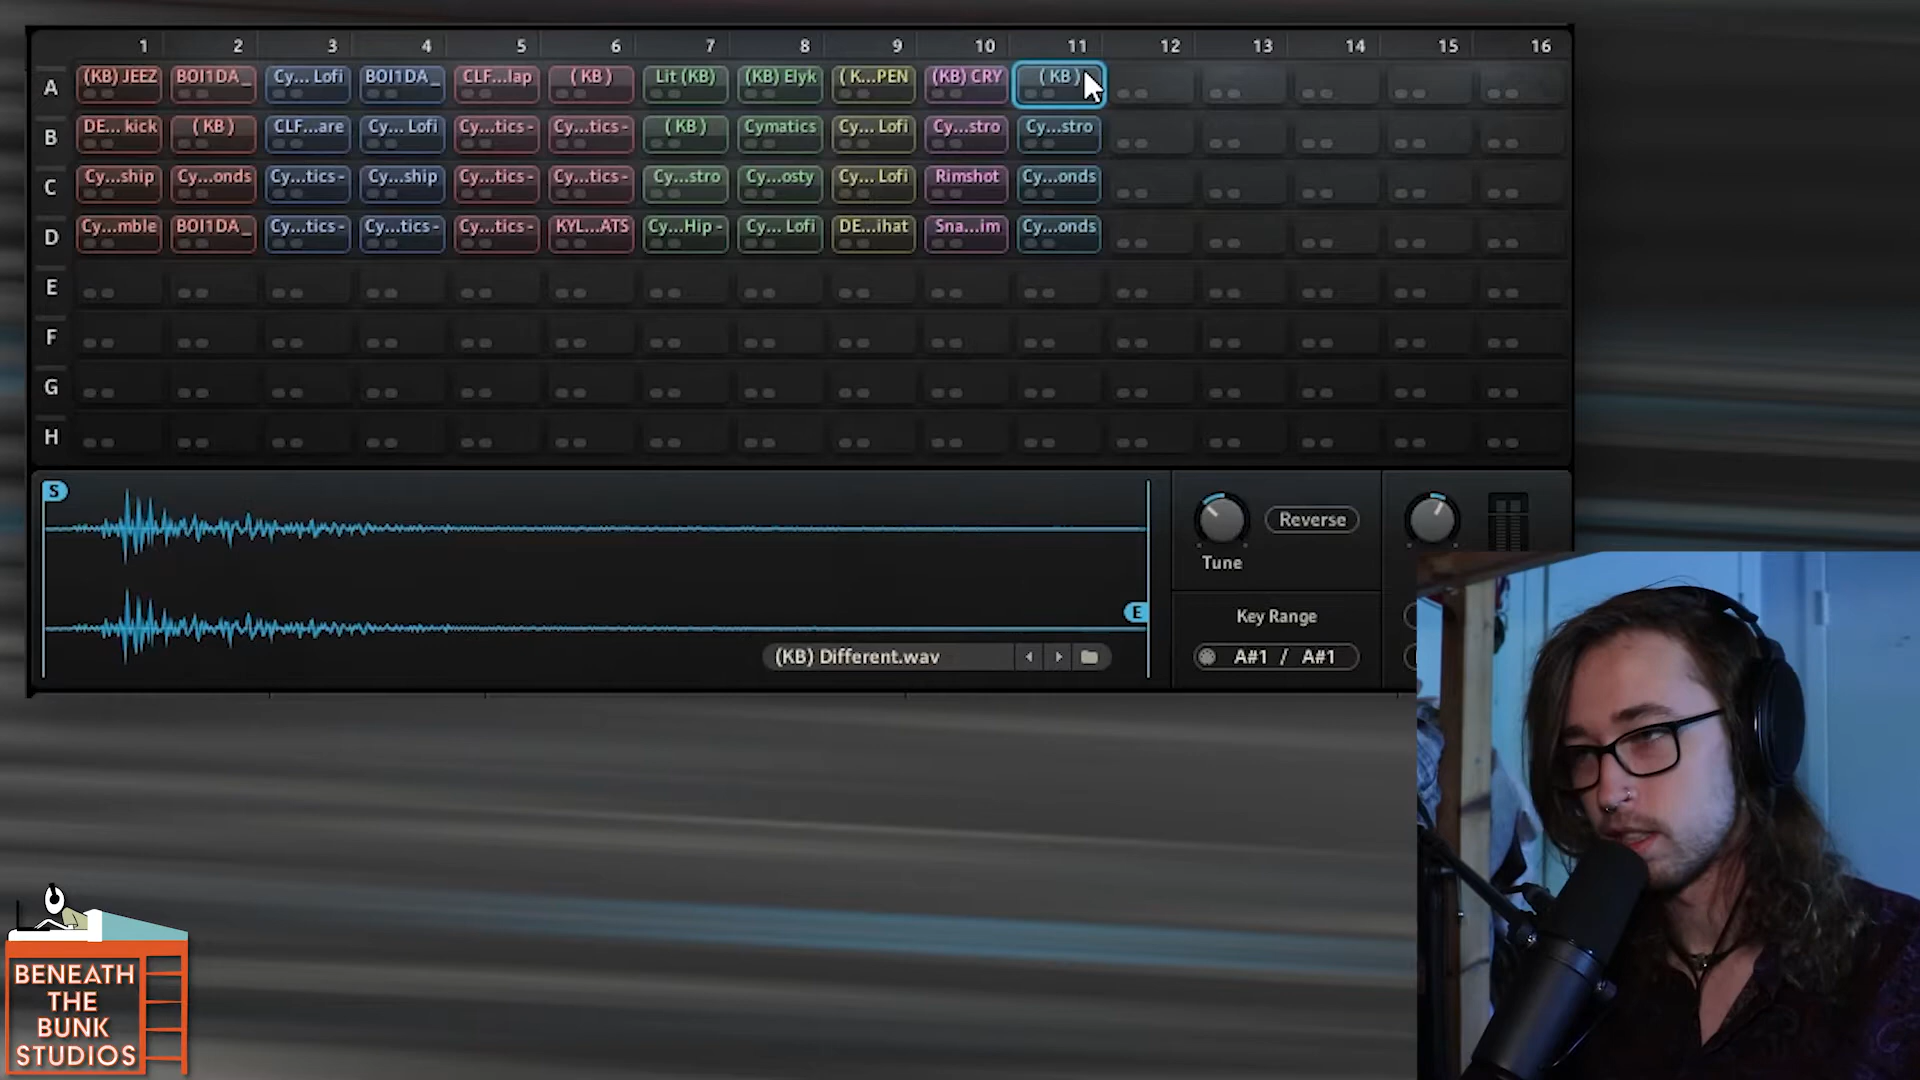 1 2 3 4 5 6 7 8 9 10 11 12 13 14 15 16
A (KB) JEEZ BOI1DA_ Cy... Lofi BOI1DA_ CLF...lap ( KB ) Lit (KB) (KB) Elyk ( K...PEN (KB) CRY ( KB )
B DE... kick ( KB ) CLF...are Cy... Lofi Cy...tics - Cy...tics - ( KB ) Cymatics Cy... Lofi Cy...stro Cy...stro
C Cy...ship Cy...onds Cy...tics - Cy...ship Cy...tics - Cy...tics - Cy...stro Cy...osty Cy... Lofi Rimshot Cy...onds
D Cy...mble BOI1DA_ Cy...tics - Cy...tics - Cy...tics - KYL...ATS Cy...Hip - Cy... Lofi DE...ihat Sna...im Cy...onds
E
F
G
H
S
Reverse
Tune
E
Key Range
(KB) Different.wav
A#1 / A#1
BENEATH
THE
BUNK
STUDIOS